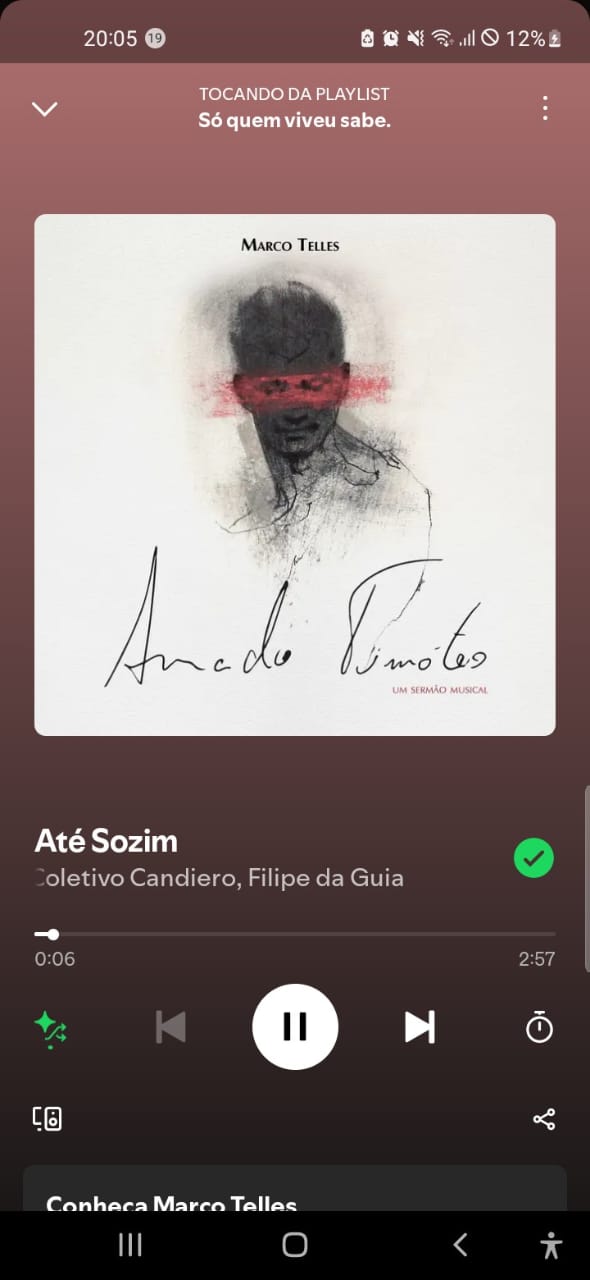 20:05 19
12%
TOCANDO DA PLAYLIST
Só quem viveu sabe.
MARCO TELLES
Amado Timóteo
UM SERMÃO MUSICAL
Até Sozim
Coletivo Candiero, Filipe da Guia
0:06
2:57
Conheça Marco Telles